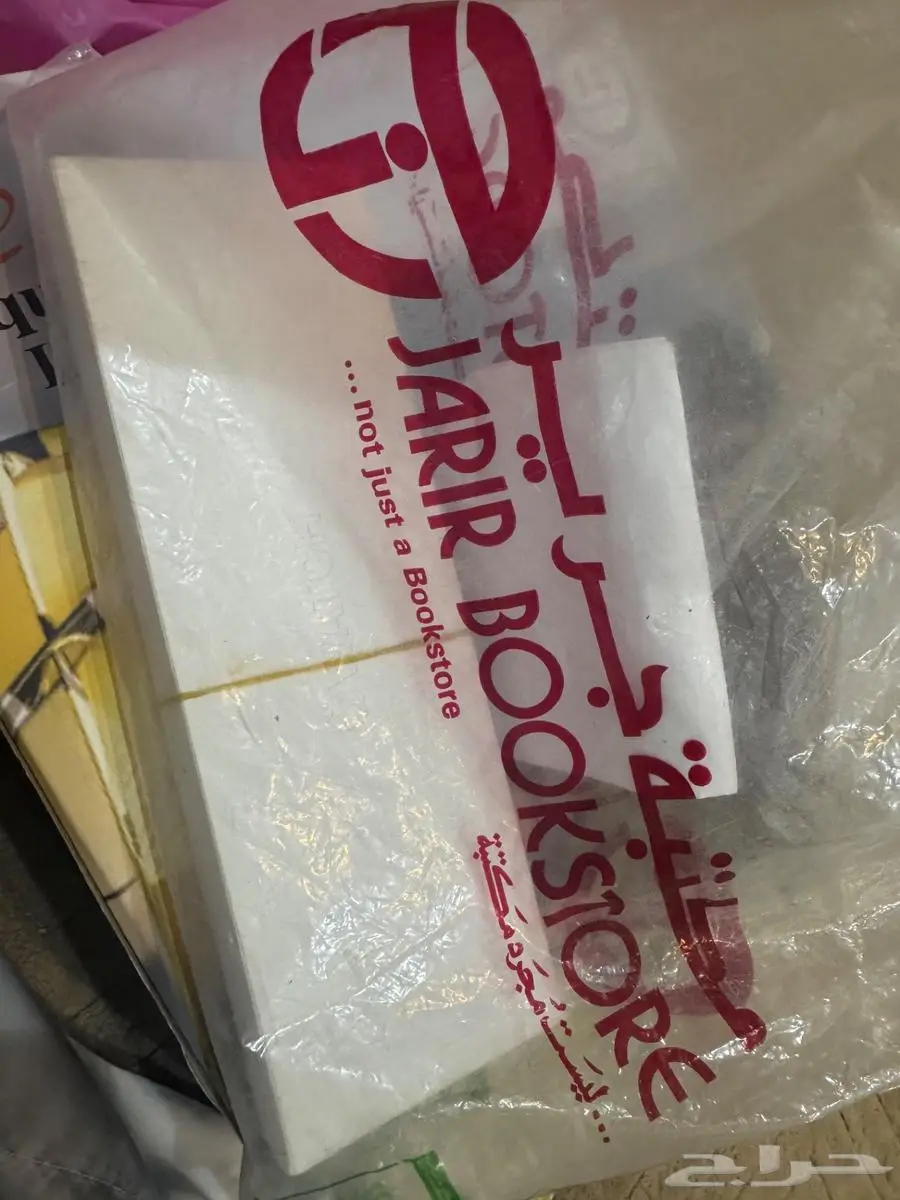 مكتبة جرير
JARIR BOOKSTORE
... not just a Bookstore
...ليست مجرد مكتبة
حراج